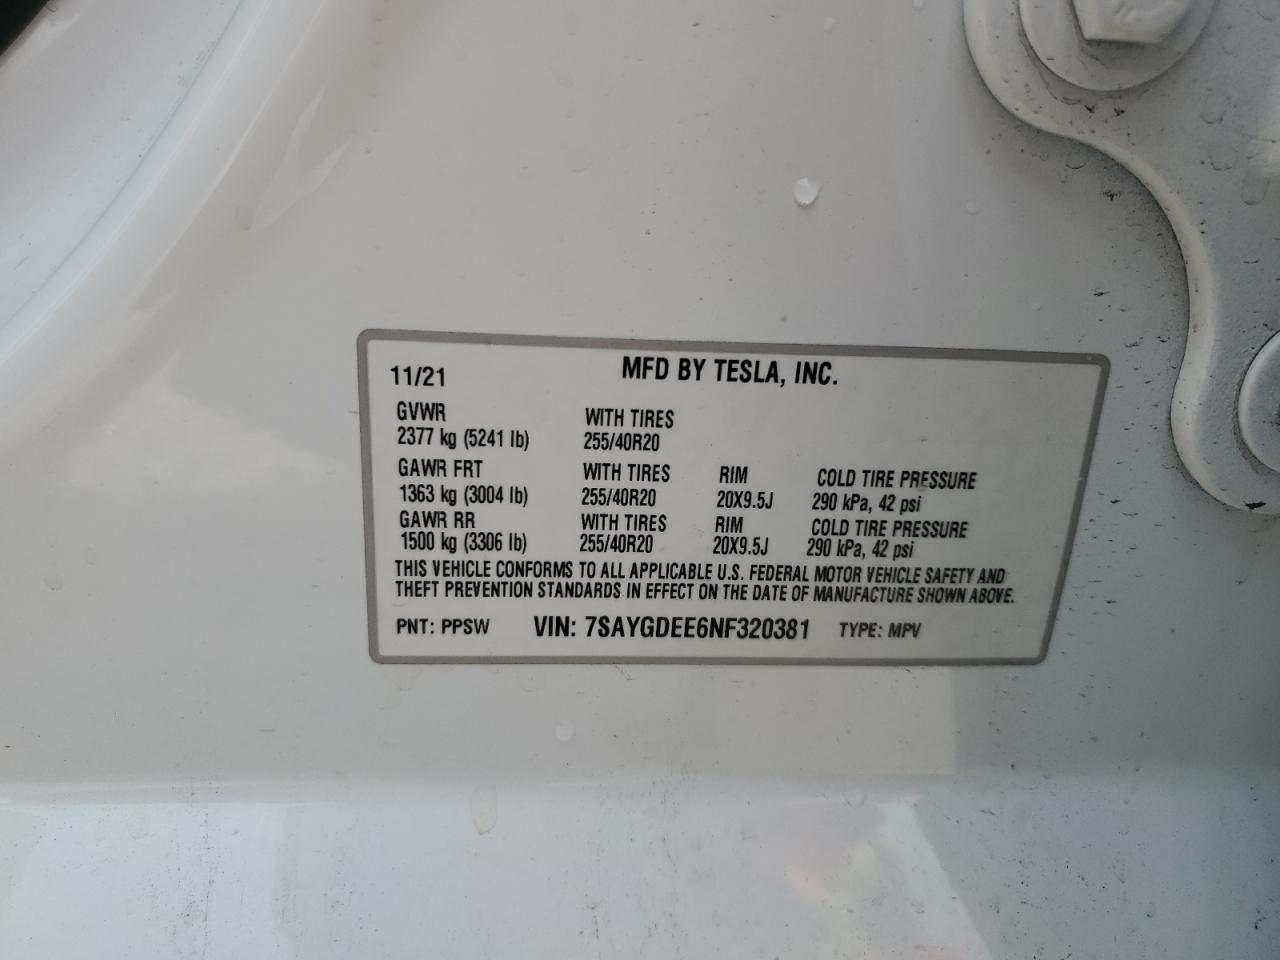 11/21 MFD BY TESLA, INC.
GVWR WITH TIRES
2377 kg (5241 lb) 255/40R20
GAWR FRT WITH TIRES RIM COLD TIRE PRESSURE
1363 kg (3004 lb) 255/40R20 20X9.5J 290 kPa, 42 psi
GAWR RR WITH TIRES RIM COLD TIRE PRESSURE
1500 kg (3306 lb) 255/40R20 20X9.5J 290 kPa, 42 psi
THIS VEHICLE CONFORMS TO ALL APPLICABLE U.S. FEDERAL MOTOR VEHICLE SAFETY AND
THEFT PREVENTION STANDARDS IN EFFECT ON THE DATE OF MANUFACTURE SHOWN ABOVE.
PNT: PPSW VIN: 7SAYGDEE6NF320381 TYPE: MPV